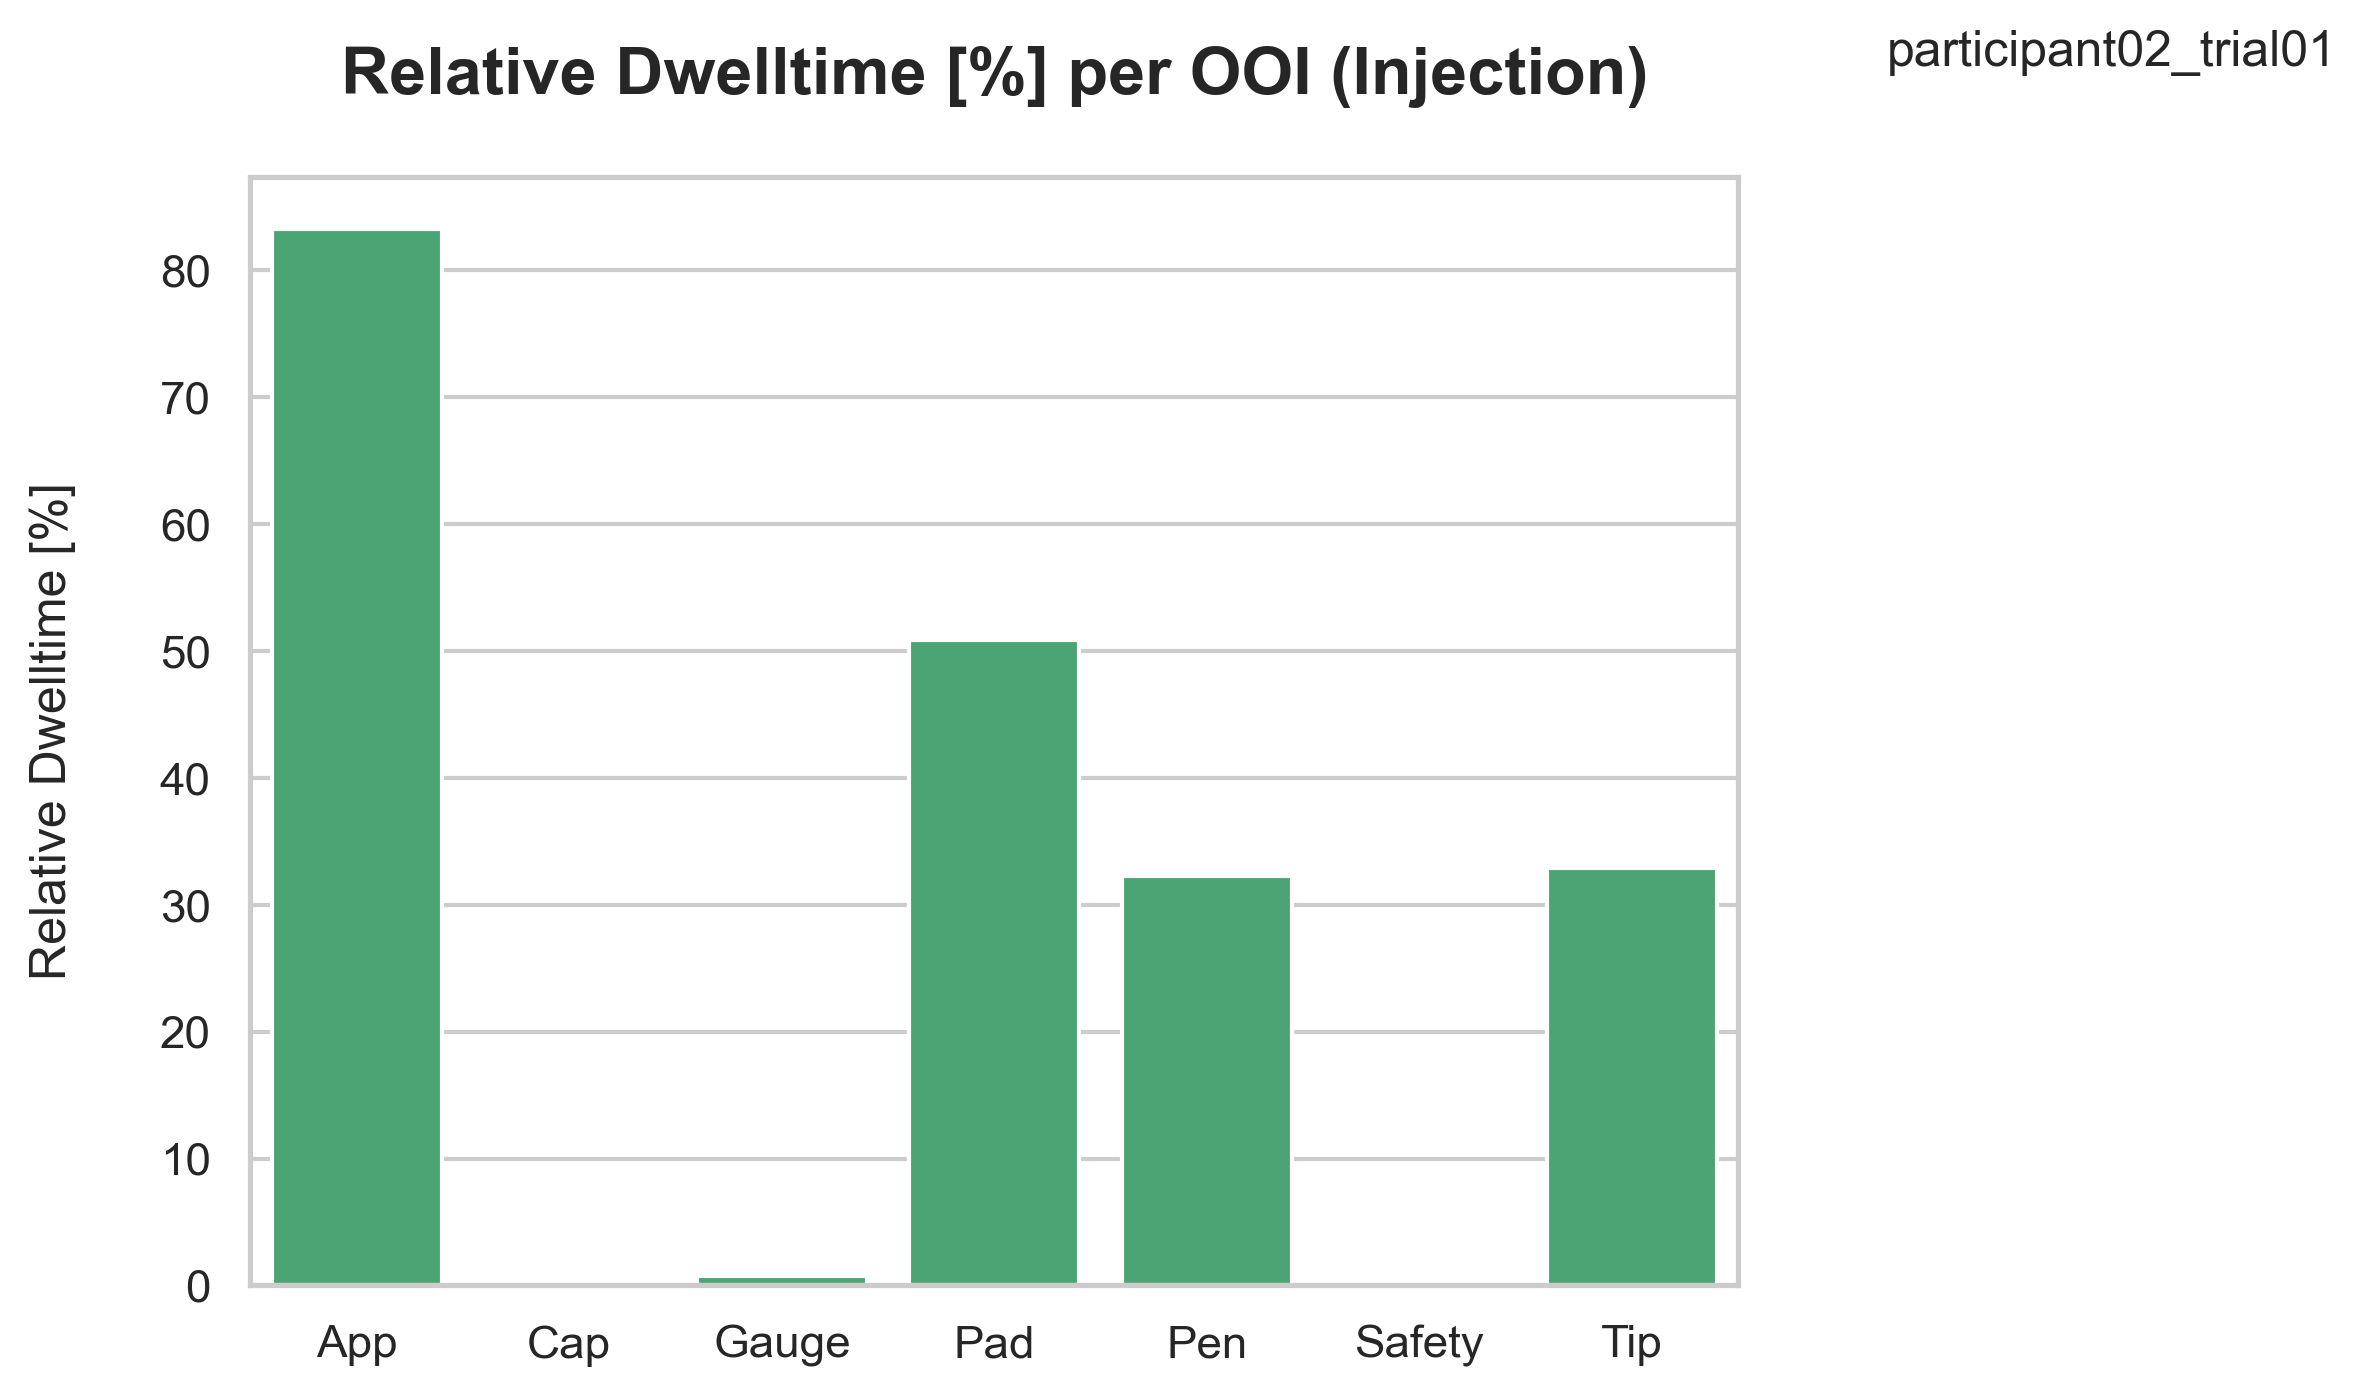 participant02_trial01
Relative Dwelltime [%] per OOI (Injection)
Relative Dwelltime [%]
80
70
60
50
40
30
20
10
0
App Cap Gauge Pad Pen Safety Tip